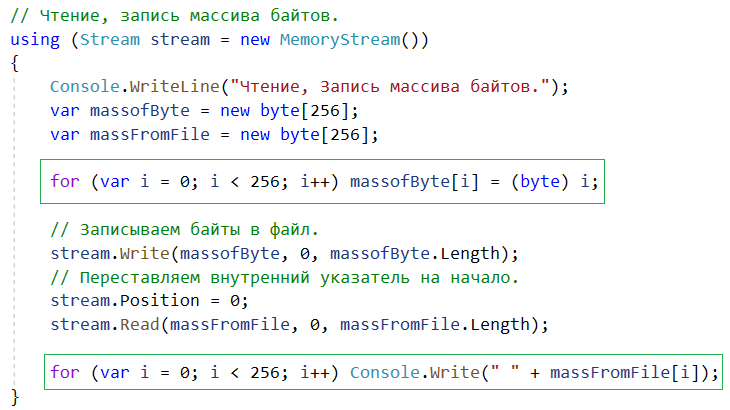 // Чтение, запись массива байтов.
using (Stream stream = new MemoryStream())
{
Console.WriteLine("Чтение, Запись массива байтов.");
var massofByte = new byte[256];
var massFromFile = new byte[256];
for (var i = 0; i < 256; i++) massofByte[i] = (byte) i;
// Записываем байты в файл.
stream.Write(massofByte, 0, massofByte.Length);
// Переставляем внутренний указатель на начало.
stream.Position = 0;
stream.Read(massFromFile, 0, massFromFile.Length);
for (var i = 0; i < 256; i++) Console.Write(" " + massFromFile[i]);
}